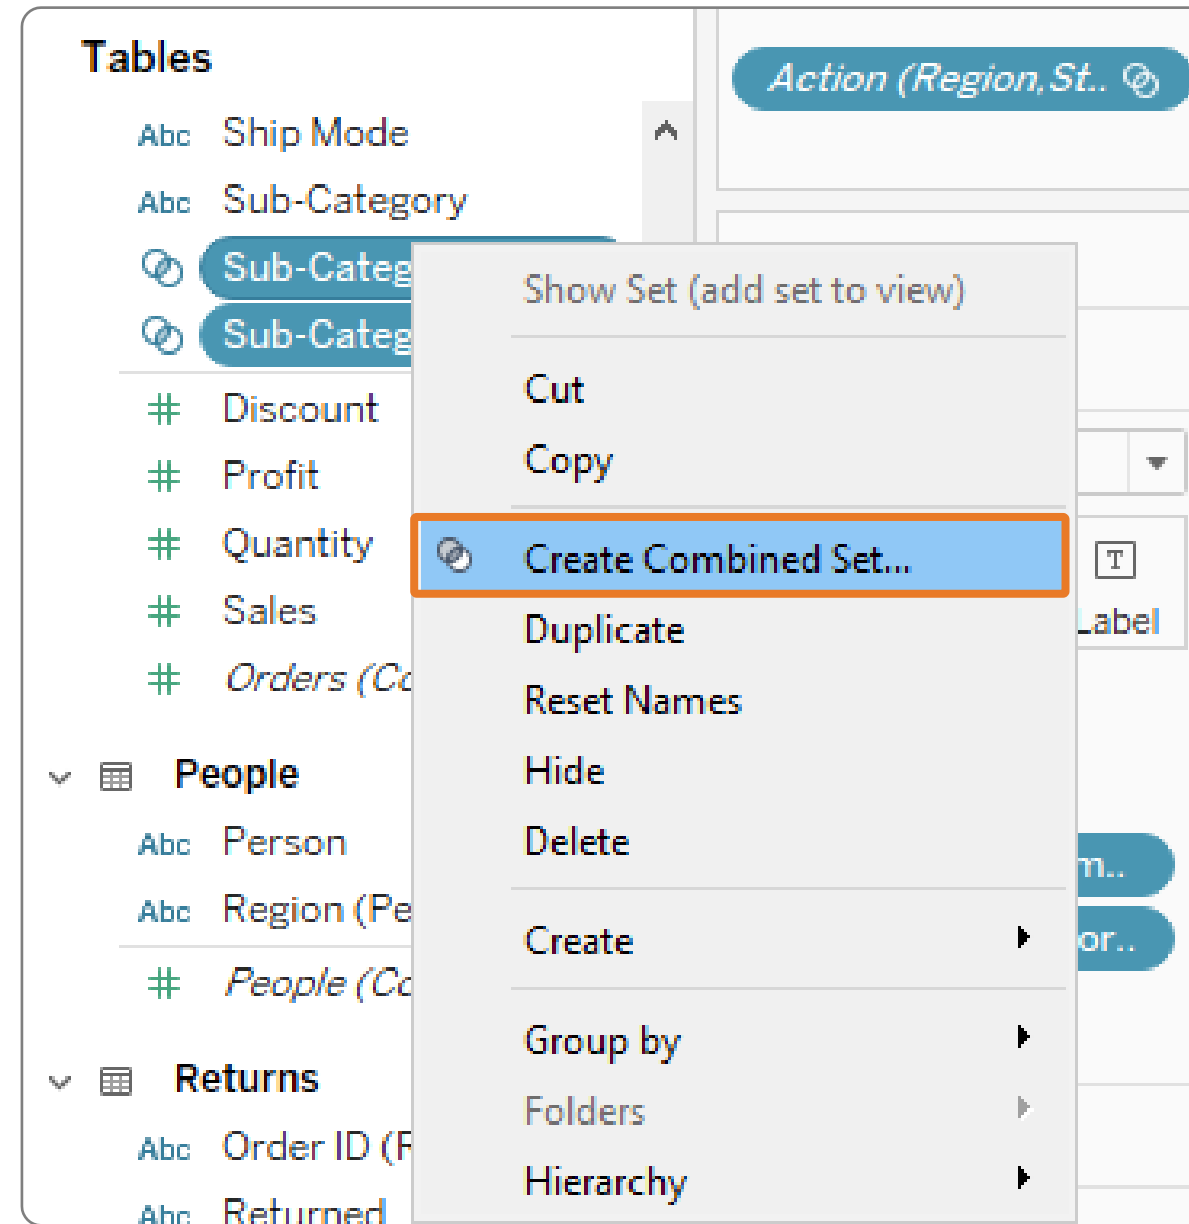 Tables
Action (Region, St..
Abc Ship Mode
Abc Sub-Category
Sub-Categ
Sub-Categ
# Discount
# Profit
# Quantity
# Sales
# Orders (Co
People
Abc Person
Abc Region (Pe
# People (Co
Returns
Abc Order ID (R
Abc Returned
Show Set (add set to view)
Cut
Copy
Create Combined Set...
Duplicate
Reset Names
Hide
Delete
Create
Group by
Folders
Hierarchy
T
Label
m..
or..